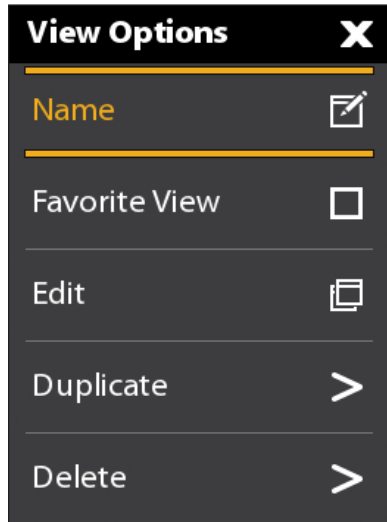 View Options
Name
Favorite View
Edit
Duplicate
Delete